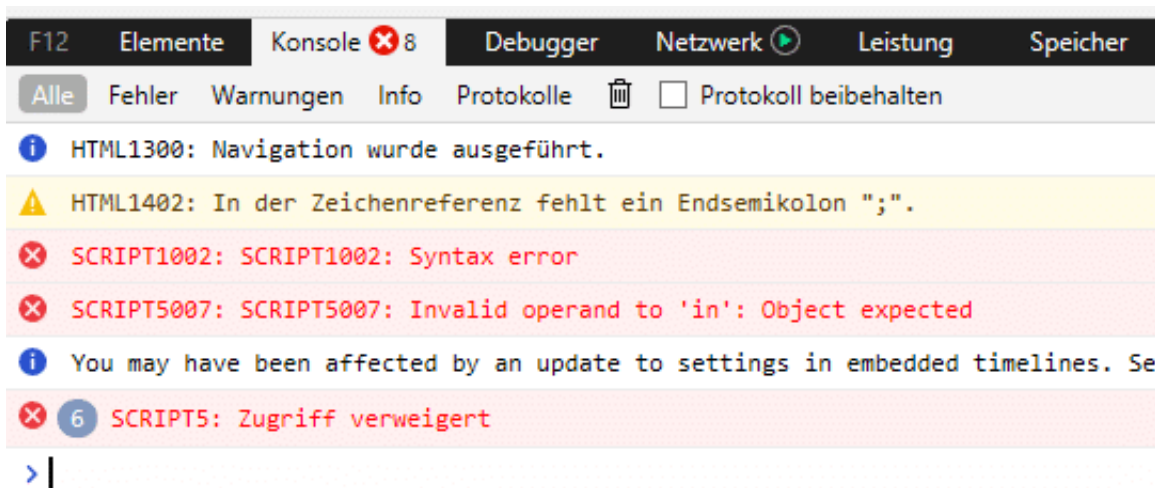 F12 Elemente Konsole 8 Debugger Netzwerk Leistung Speicher
Alle Fehler Warnungen Info Protokolle Protokoll beibehalten
HTML1300: Navigation wurde ausgeführt.
HTML1402: In der Zeichenreferenz fehlt ein Endsemikolon ";".
SCRIPT1002: SCRIPT1002: Syntax error
SCRIPT5007: SCRIPT5007: Invalid operand to 'in': Object expected
You may have been affected by an update to settings in embedded timelines. Se
6 SCRIPT5: Zugriff verweigert
>